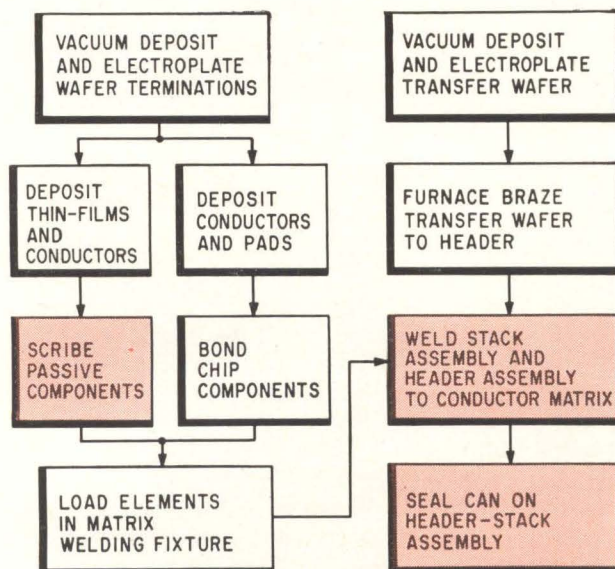 VACUUM DEPOSIT
AND ELECTROPLATE
WAFER TERMINATIONS
DEPOSIT
THIN-FILMS
AND
CONDUCTORS
DEPOSIT
CONDUCTORS
AND PADS
SCRIBE
PASSIVE
COMPONENTS
BOND
CHIP
COMPONENTS
LOAD ELEMENTS
IN MATRIX
WELDING FIXTURE
VACUUM DEPOSIT
AND ELECTROPLATE
TRANSFER WAFER
FURNACE BRAZE
TRANSFER WAFER
TO HEADER
WELD STACK
ASSEMBLY AND
HEADER ASSEMBLY
TO CONDUCTOR MATRIX
SEAL CAN ON
HEADER-STACK
ASSEMBLY